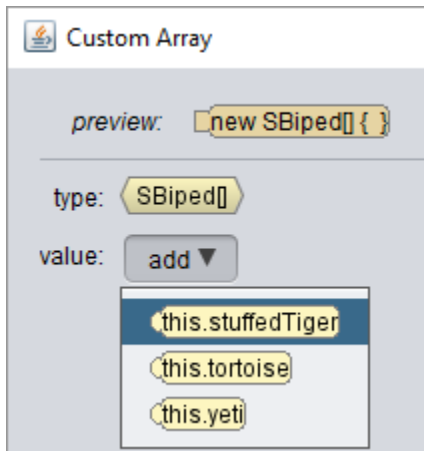 Custom Array
preview: new SBiped[] { }
type: SBiped[]
value: add
this.stuffedTiger
this.tortoise
this.yeti